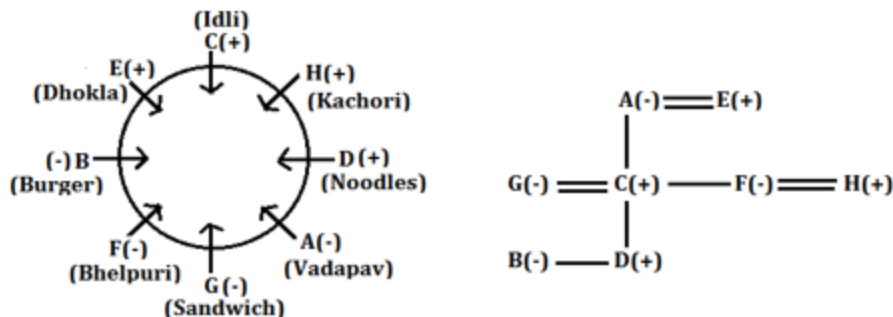 (Idli)
C(+)
E(+)
(Dhokla)
H(+)
(Kachori)
(-) B
(Burger)
D(+)
(Noodles)
F(-)
(Bhelpuri)
A(-)
(Vadapav)
G(-)
(Sandwich)
A(-) E(+)
G(-) C(+) F(-) H(+)
B(-) D(+)